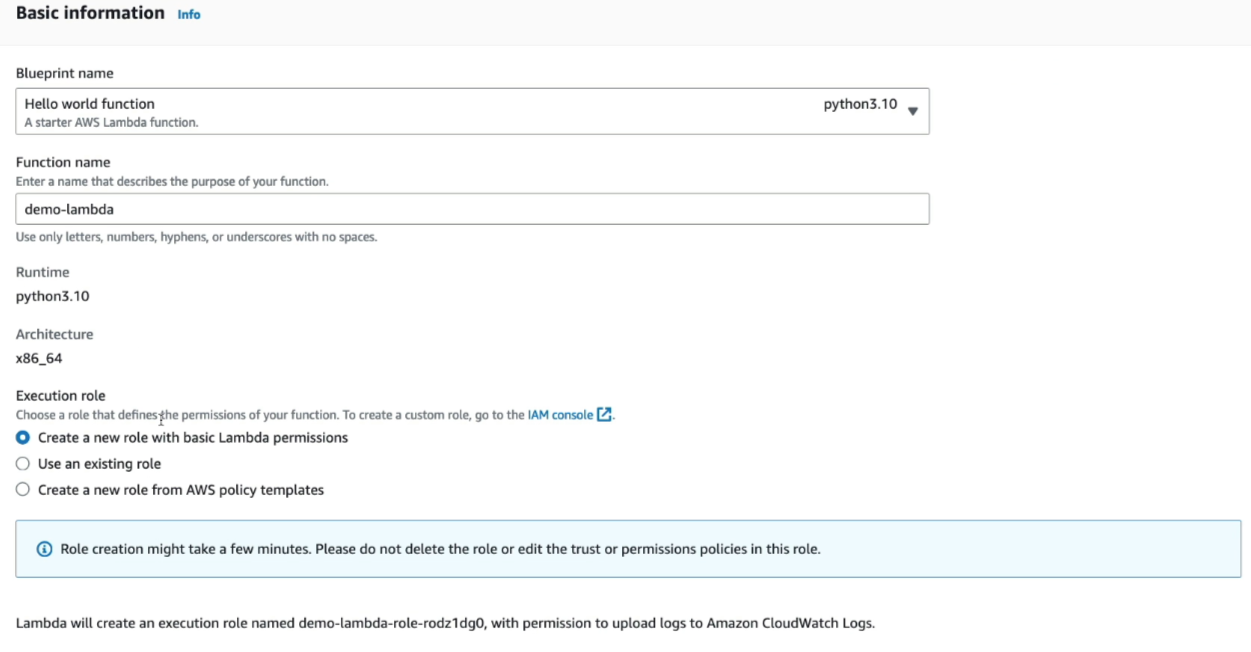 Basic information Info
Blueprint name
Hello world function python3.10
A starter AWS Lambda function.
Function name
Enter a name that describes the purpose of your function.
demo-lambda
Use only letters, numbers, hyphens, or underscores with no spaces.
Runtime
python3.10
Architecture
x86_64
Execution role
Choose a role that defines the permissions of your function. To create a custom role, go to the IAM console.
Create a new role with basic Lambda permissions
Use an existing role
Create a new role from AWS policy templates
Role creation might take a few minutes. Please do not delete the role or edit the trust or permissions policies in this role.
Lambda will create an execution role named demo-lambda-role-rodz1dg0, with permission to upload logs to Amazon CloudWatch Logs.